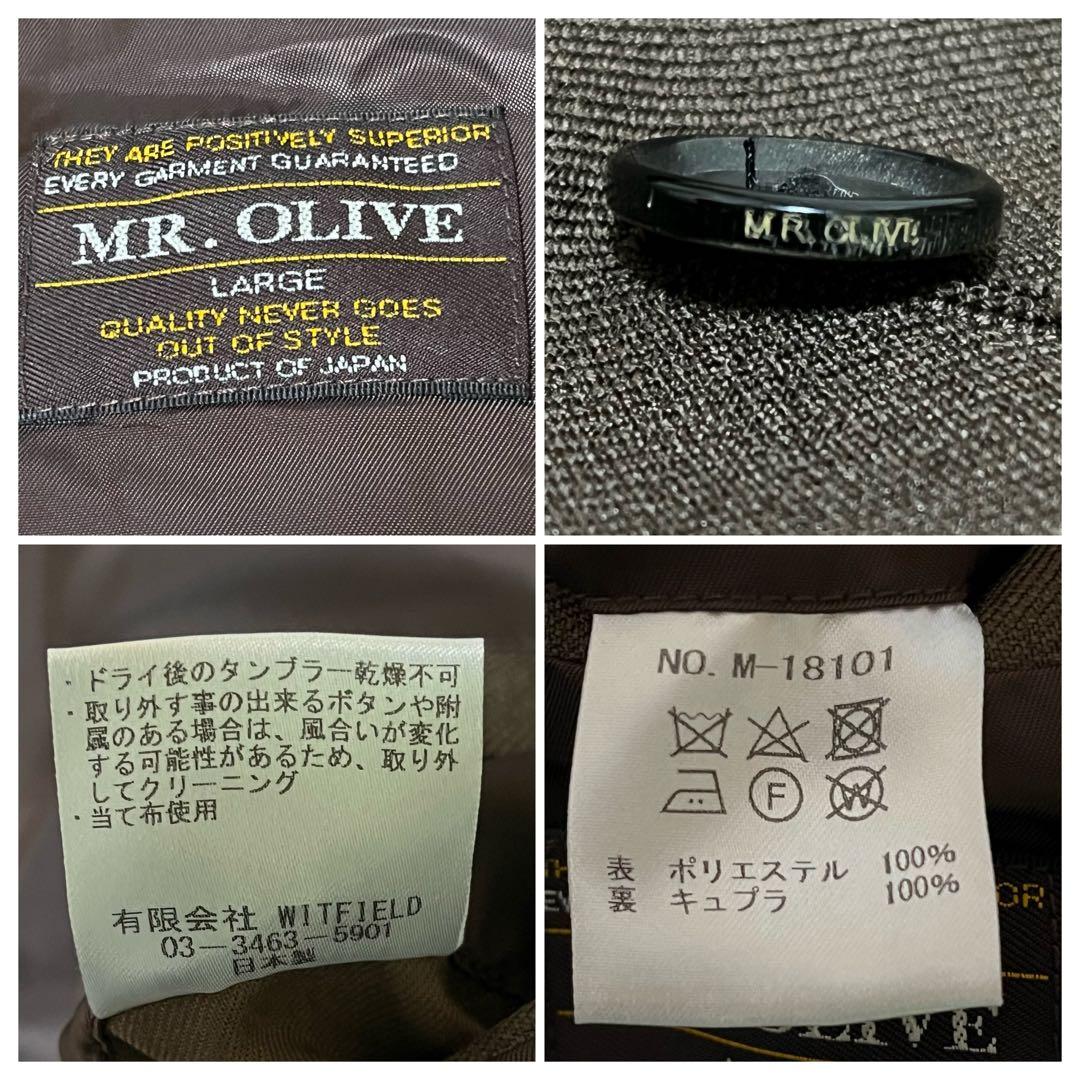 THEY ARE POSITIVELY SUPERIOR
EVERY GARMENT GUARANTEED
MR. OLIVE
LARGE
QUALITY NEVER GOES
OUT OF STYLE
PRODUCT OF JAPAN
MR. OLIVE
・ドライ後のタンブラー乾燥不可
・取り外す事の出来るボタンや附
属のある場合は、風合いが変化
する可能性があるため、取り外
してクリーニング
・当て布使用
有限会社 WITFIELD
03-3463-5901
日本製
NO. M-18101
F
W
表 ポリエステル 100%
裏 キュプラ 100%
OR